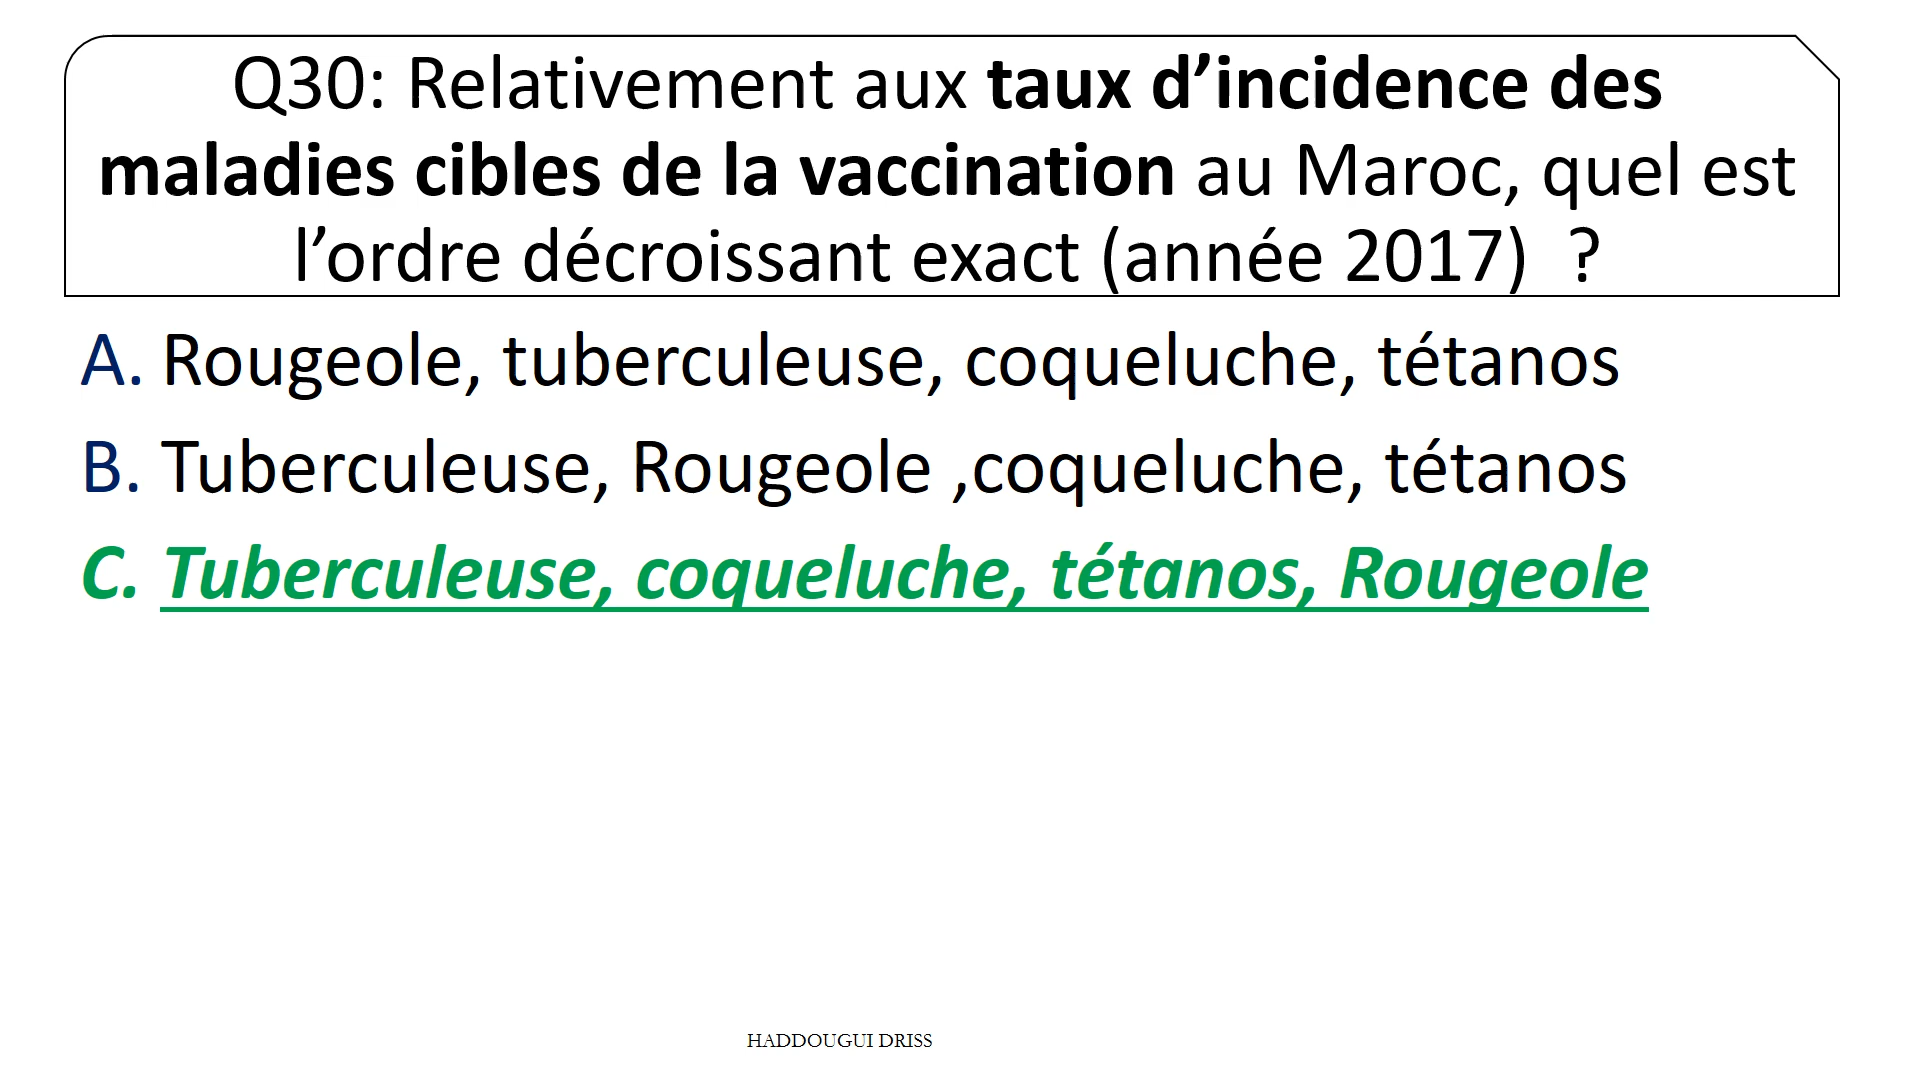 Q30: Relativement aux taux d’incidence des
maladies cibles de la vaccination au Maroc, quel est
l’ordre décroissant exact (année 2017) ?
A. Rougeole, tuberculeuse, coqueluche, tétanos
B. Tuberculeuse, Rougeole ,coqueluche, tétanos
C. Tuberculeuse, coqueluche, tétanos, Rougeole
HADDOUGUI DRISS